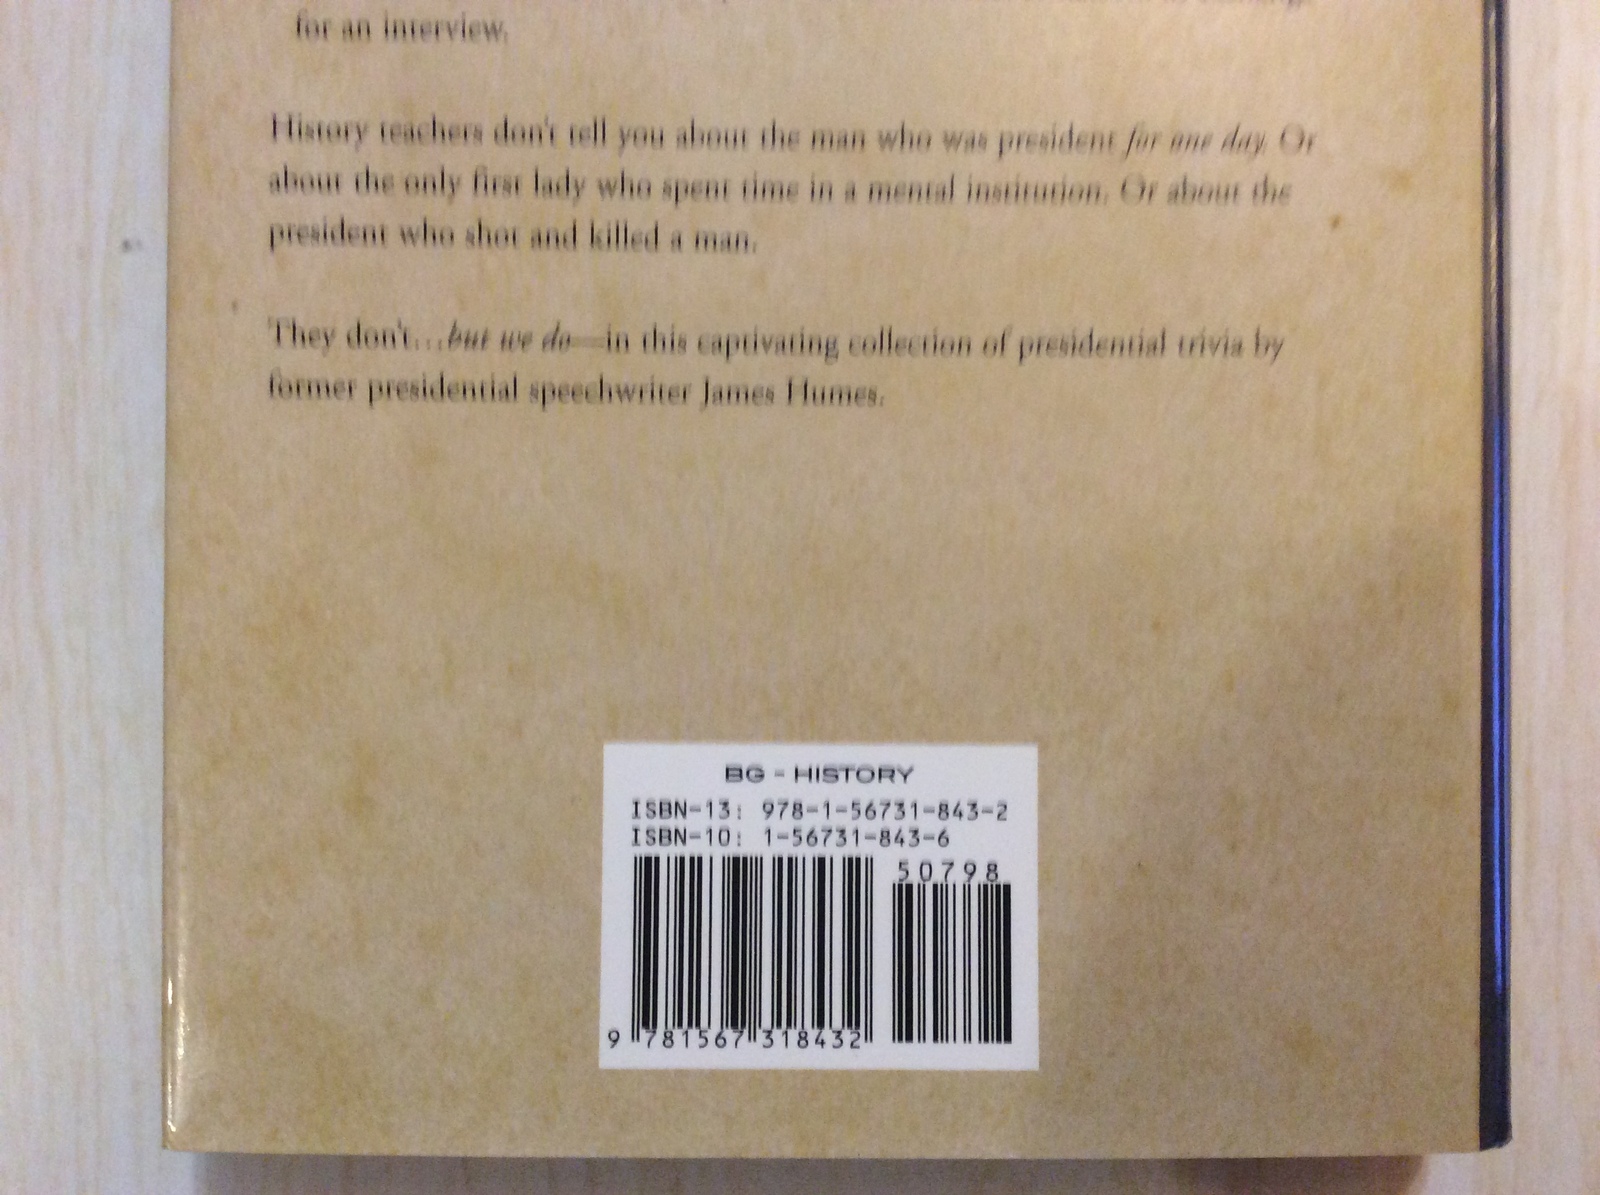 for an interview.
History teachers don't tell you about the man who was president for one day. Or
about the only first lady who spent time in a mental institution. Or about the
president who shot and killed a man.
They don't...but we do—in this captivating collection of presidential trivia by
former presidential speechwriter James Humes.
BG - HISTORY
ISBN-13: 978-1-56731-843-2
ISBN-10: 1-56731-843-6
50798
9 781567 318432